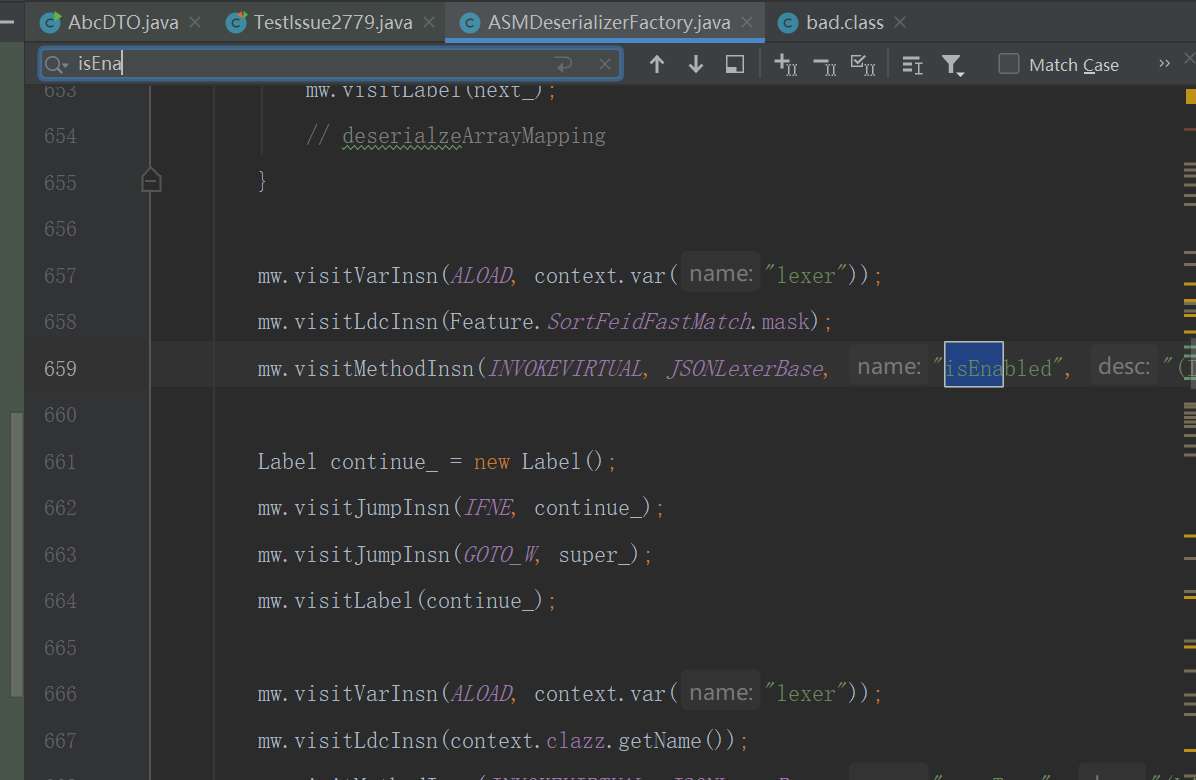 AbcDTO.java TestIssue2779.java ASMDeserializerFactory.java bad.class
isEna Match Case
653 mw.visitLabel(next_);
654 // deserialzeArrayMapping
655 }
656
657 mw.visitVarInsn(ALOAD, context.var( name: "lexer"));
658 mw.visitLdcInsn(Feature.SortFeidFastMatch.mask);
659 mw.visitMethodInsn(INVOKEVIRTUAL, JSONLexerBase, name: "isEnabled", desc: "(I
660
661 Label continue_ = new Label();
662 mw.visitJumpInsn(IFNE, continue_);
663 mw.visitJumpInsn(GOTO_W, super_);
664 mw.visitLabel(continue_);
665
666 mw.visitVarInsn(ALOAD, context.var( name: "lexer"));
667 mw.visitLdcInsn(context.clazz.getName());